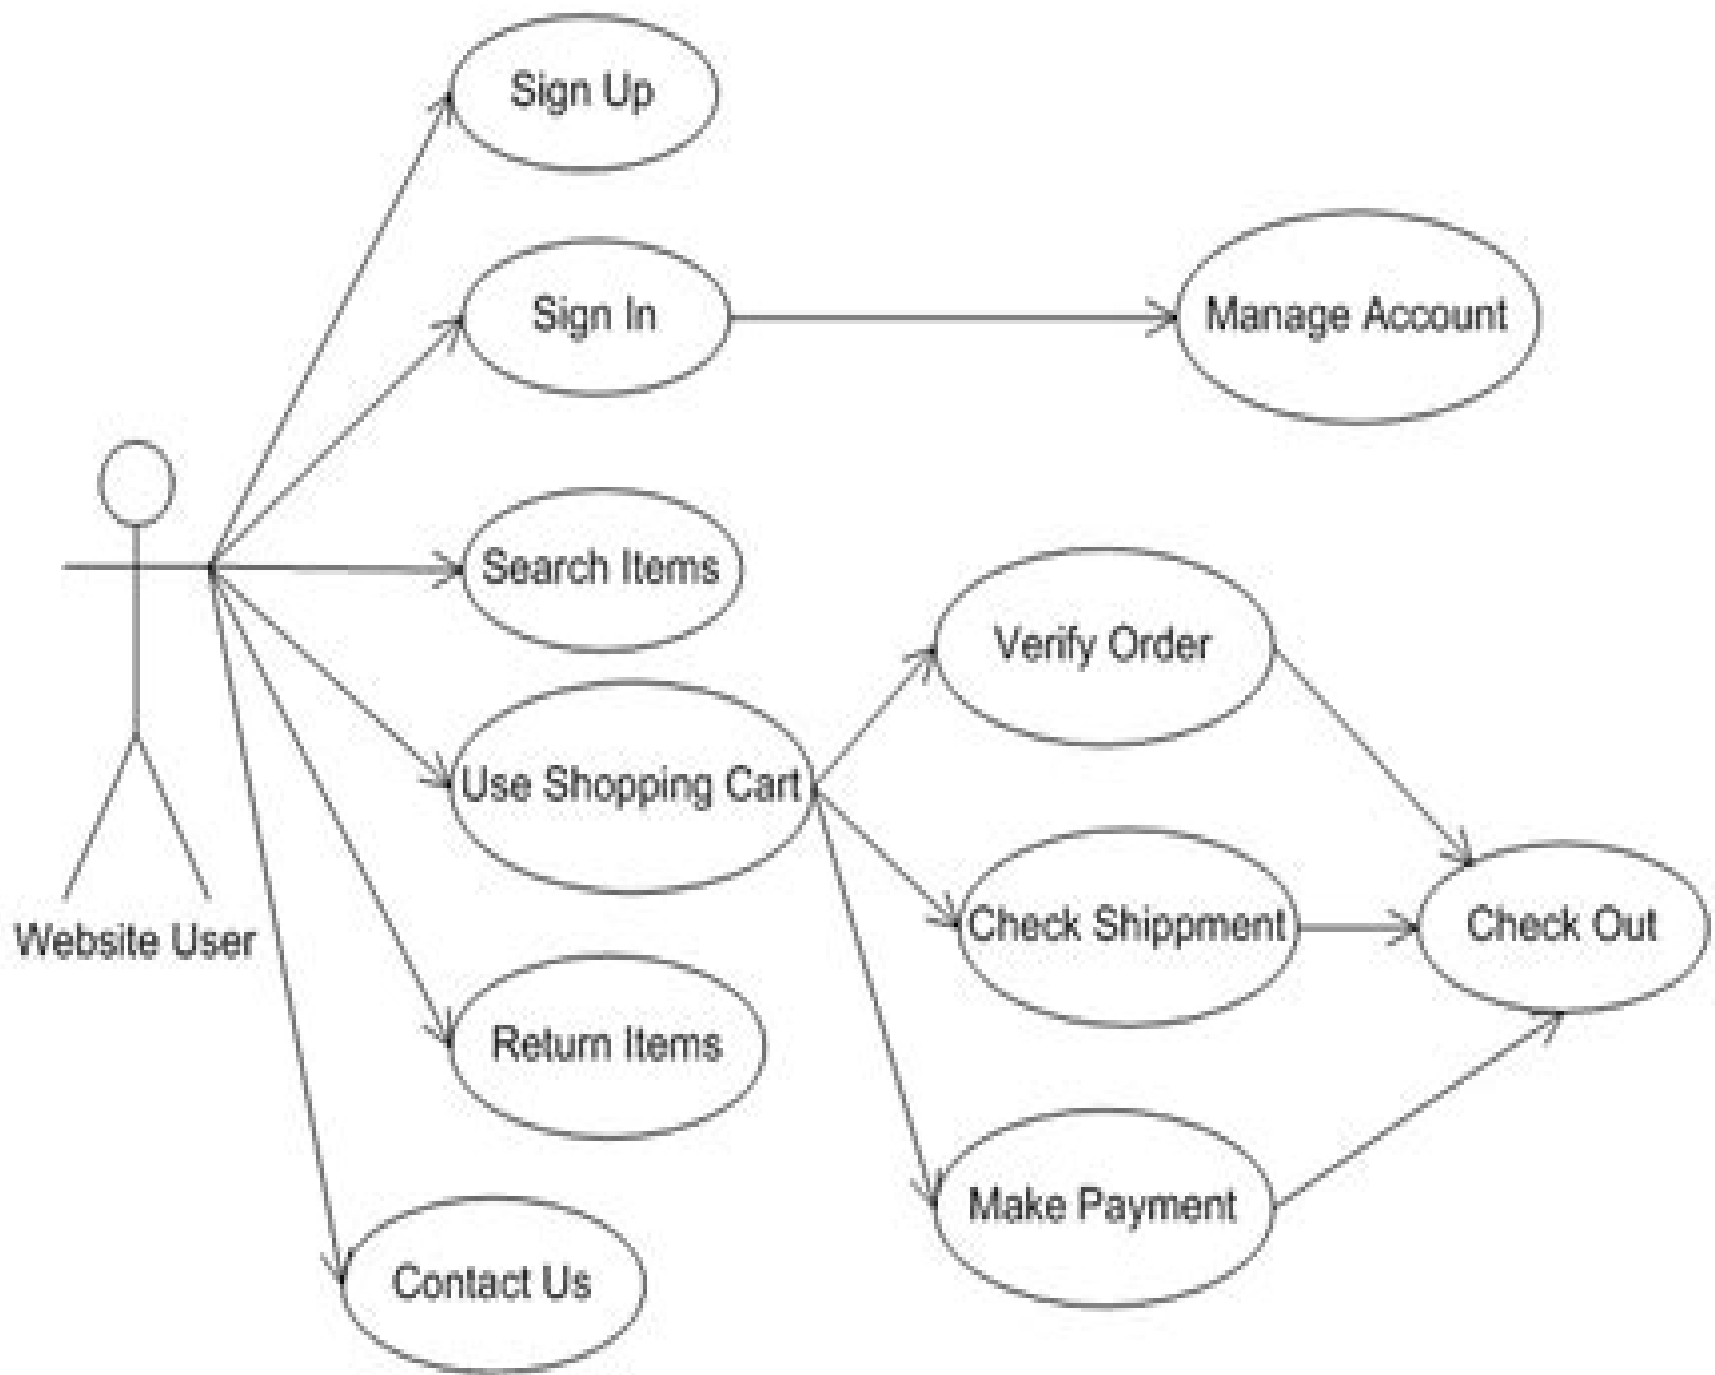 Sign Up
Sign In
Manage Account
Search Items
Verify Order
Use Shopping Cart
Check Shippment
Check Out
Website User
Return Items
Make Payment
Contact Us